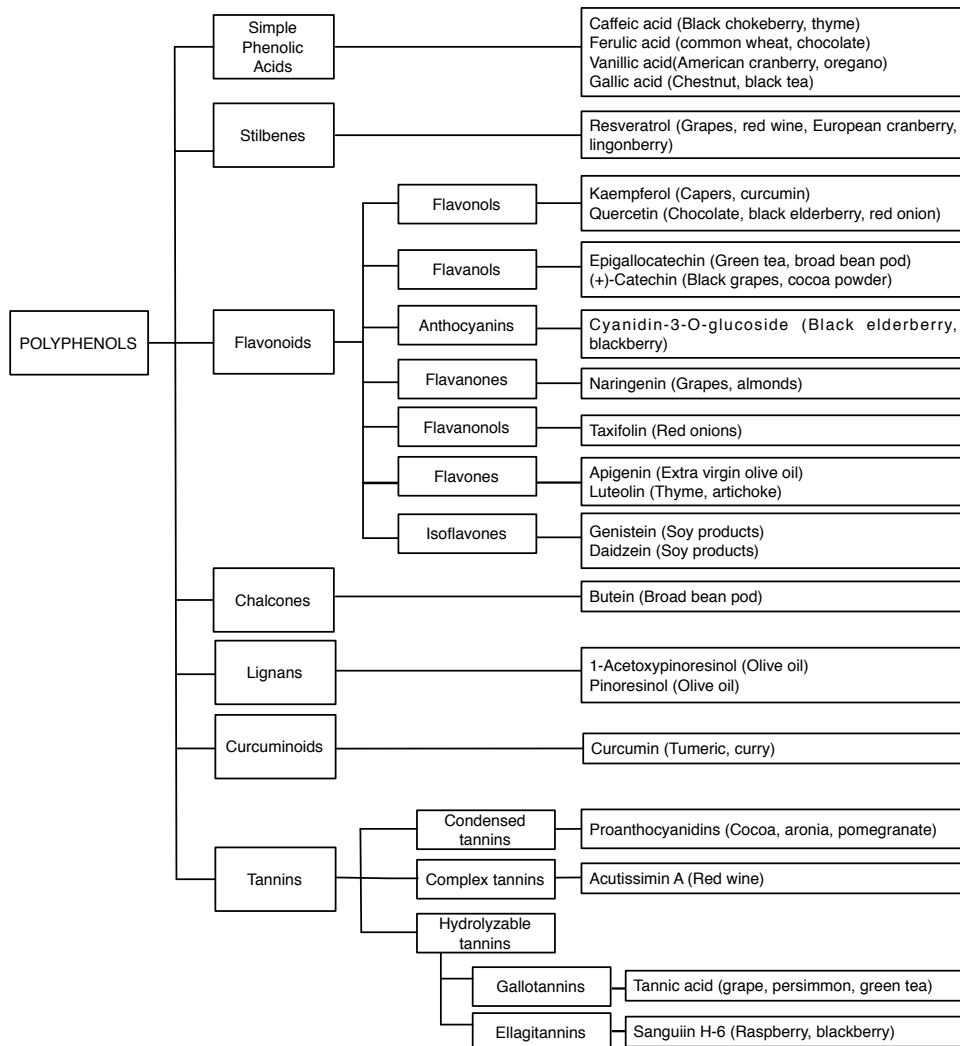 Simple
Phenolic
Acids
Caffeic acid (Black chokeberry, thyme)
Ferulic acid (common wheat, chocolate)
Vanillic acid(American cranberry, oregano)
Gallic acid (Chestnut, black tea)
Stilbenes
Resveratrol (Grapes, red wine, European cranberry,
lingonberry)
Flavonols
Kaempferol (Capers, curcumin)
Quercetin (Chocolate, black elderberry, red onion)
Flavanols
Epigallocatechin (Green tea, broad bean pod)
(+)-Catechin (Black grapes, cocoa powder)
POLYPHENOLS
Flavonoids
Anthocyanins
Cyanidin-3-O-glucoside (Black elderberry,
blackberry)
Flavanones
Naringenin (Grapes, almonds)
Flavanonols
Taxifolin (Red onions)
Flavones
Apigenin (Extra virgin olive oil)
Luteolin (Thyme, artichoke)
Isoflavones
Genistein (Soy products)
Daidzein (Soy products)
Chalcones
Butein (Broad bean pod)
Lignans
1-Acetoxypinoresinol (Olive oil)
Pinoresinol (Olive oil)
Curcuminoids
Curcumin (Tumeric, curry)
Tannins
Condensed
tannins
Proanthocyanidins (Cocoa, aronia, pomegranate)
Complex tannins
Acutissimin A (Red wine)
Hydrolyzable
tannins
Gallotannins
Tannic acid (grape, persimmon, green tea)
Ellagitannins
Sanguiin H-6 (Raspberry, blackberry)